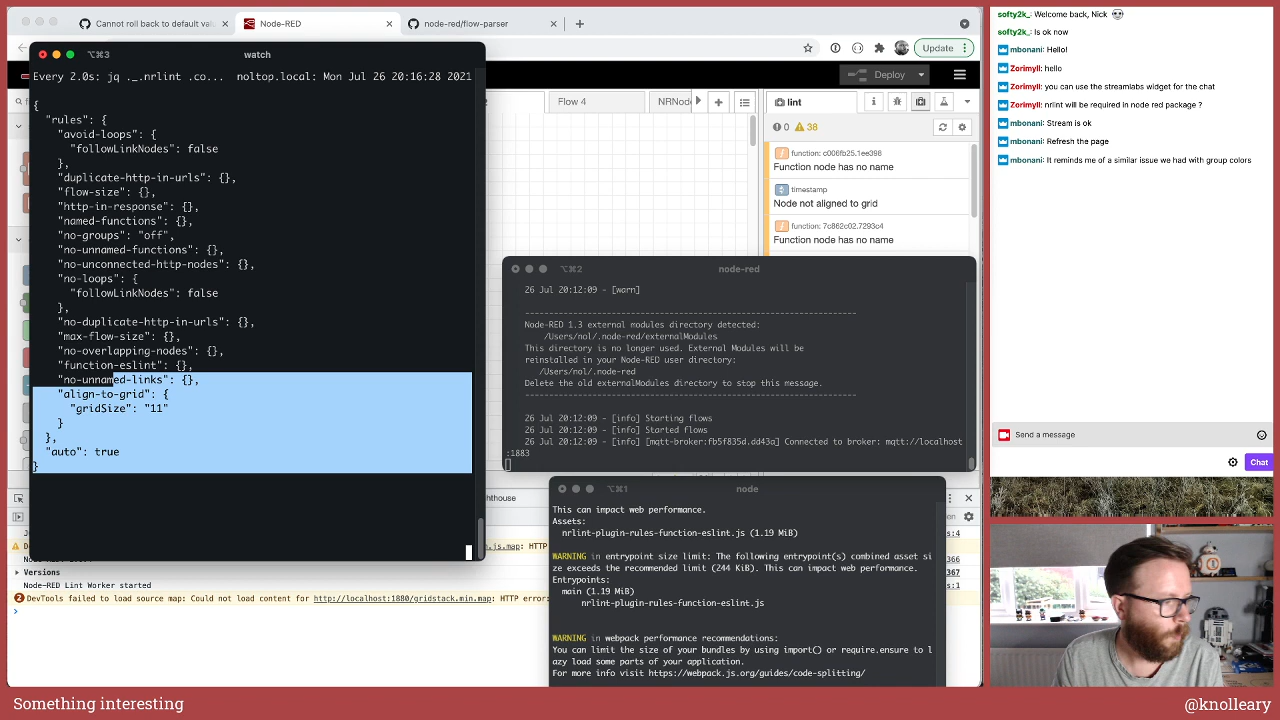 Cannot roll back to default valu
Node-RED
node-red/flow-parser
Update
⌥⌘3
watch
Every 2.0s: jq ._.nrlint .co... noltop.local: Mon Jul 26 20:16:28 2021
{
"rules": {
"avoid-loops": {
"followLinkNodes": false
},
"duplicate-http-in-urls": {},
"flow-size": {},
"http-in-response": {},
"named-functions": {},
"no-groups": "off",
"no-unnamed-functions": {},
"no-unconnected-http-nodes": {},
"no-loops": {
"followLinkNodes": false
},
"no-duplicate-http-in-urls": {},
"max-flow-size": {},
"no-overlapping-nodes": {},
"function-eslint": {},
"no-unnamed-links": {},
"align-to-grid": {
"gridSize": "11"
}
},
"auto": true
}
Deploy
Flow 4
NRNode
lint
0
38
function: c006fb25.1ee398
Function node has no name
timestamp
Node not aligned to grid
function: 7c862c02.7293c4
Function node has no name
⌥⌘2
node-red
26 Jul 20:12:09 - [warn]
---------------------------------------------------------------------
Node-RED 1.3 external modules directory detected:
/Users/nol/.node-red/externalModules
This directory is no longer used. External Modules will be
reinstalled in your Node-RED user directory:
/Users/nol/.node-red
Delete the old externalModules directory to stop this message.
---------------------------------------------------------------------
26 Jul 20:12:09 - [info] Starting flows
26 Jul 20:12:09 - [info] Started flows
26 Jul 20:12:09 - [info] [mqtt-broker:fb5f835d.dd43a] Connected to broker: mqtt://localhost
:1883
⌥⌘1
node
This can impact web performance.
Assets:
nrlint-plugin-rules-function-eslint.js (1.19 MiB)
WARNING in entrypoint size limit: The following entrypoint(s) combined asset si
ze exceeds the recommended limit (244 KiB). This can impact web performance.
Entrypoints:
main (1.19 MiB)
nrlint-plugin-rules-function-eslint.js
WARNING in webpack performance recommendations:
You can limit the size of your bundles by using import() or require.ensure to l
azy load some parts of your application.
For more info visit https://webpack.js.org/guides/code-splitting/
hthouse
n.js.map: HTTP
Versions
Node-RED Lint Worker started
2
DevTools failed to load source map: Could not load content for http://localhost:1880/gridstack.min.map: HTTP error:
en
s:4
366
367
s:1
softy2k_: Welcome back, Nick
softy2k_: Is ok now
mbonani: Hello!
Zorimyll: hello
Zorimyll: you can use the streamlabs widget for the chat
Zorimyll: nrlint will be required in node red package ?
mbonani: Stream is ok
mbonani: Refresh the page
mbonani: It reminds me of a similar issue we had with group colors
Send a message
Chat
Something interesting
@knolleary